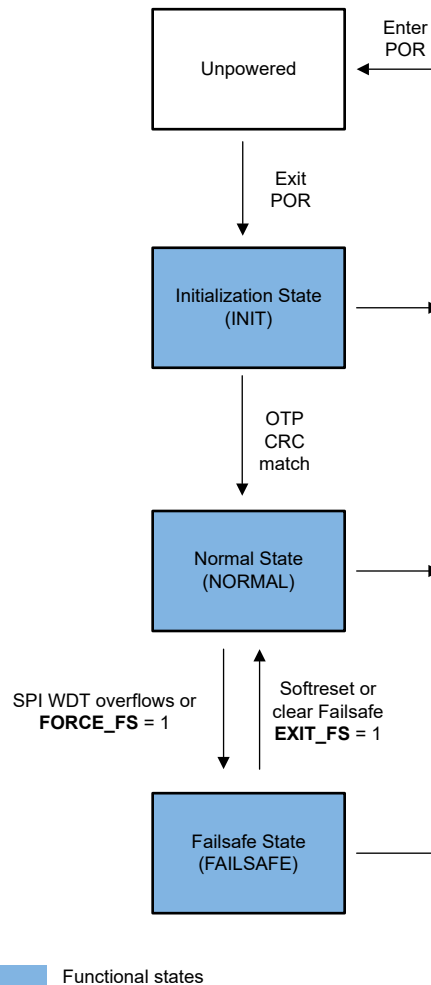 Enter
POR
Unpowered
Exit
POR
Initialization State
(INIT)
OTP
CRC
match
Normal State
(NORMAL)
SPI WDT overflows or
FORCE_FS = 1
Softreset or
clear Failsafe
EXIT_FS = 1
Failsafe State
(FAILSAFE)
Functional states